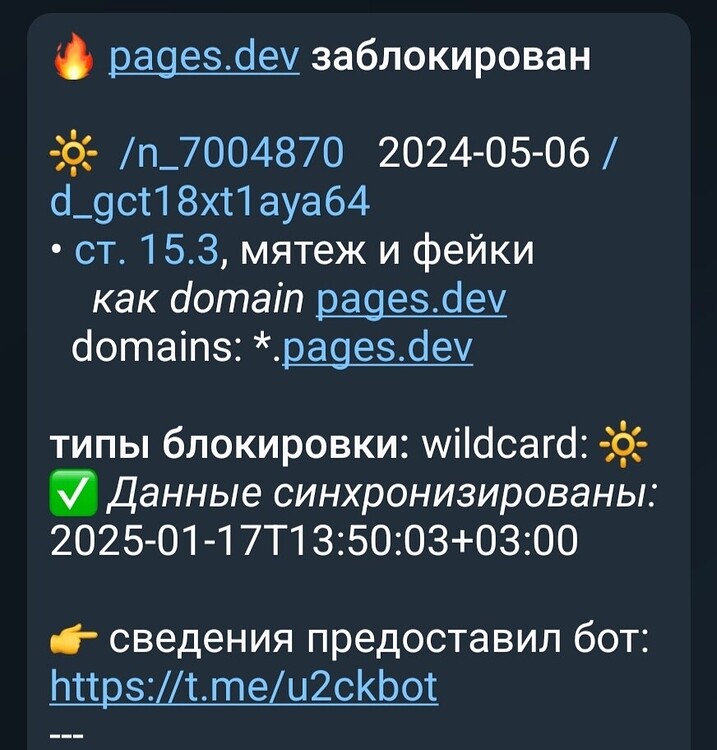 🔥 pages.dev заблокирован
🔆 /n_7004870 2024-05-06 /
d_gct18xt1aya64
• ст. 15.3, мятеж и фейки
как domain pages.dev
domains: *.pages.dev
типы блокировки: wildcard: 🔆
✅ Данные синхронизированы:
2025-01-17T13:50:03+03:00
👉 сведения предоставил бот:
https://t.me/u2ckbot
---